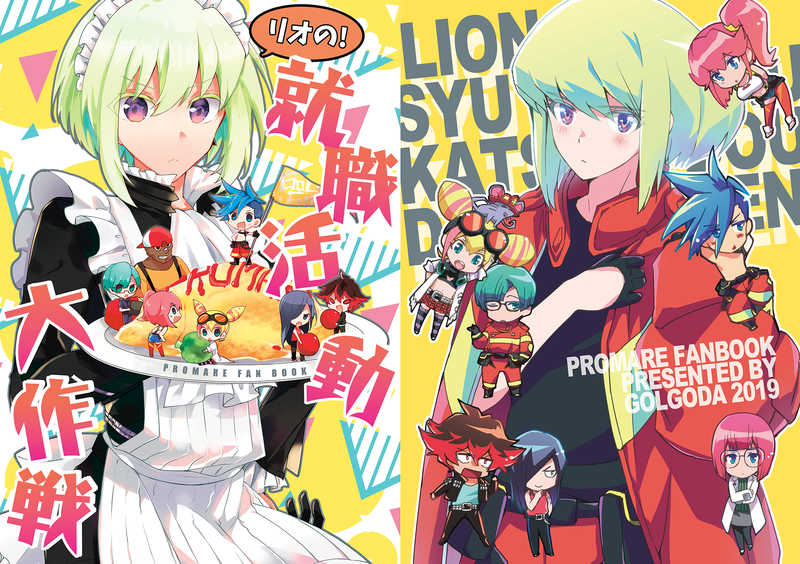 リオの!
就職活動
大作戦
PROMARE FAN BOOK
LION
SYU
KATS
D
OU
EN
PROMARE FANBOOK
PRESENTED BY
GOLGODA 2019